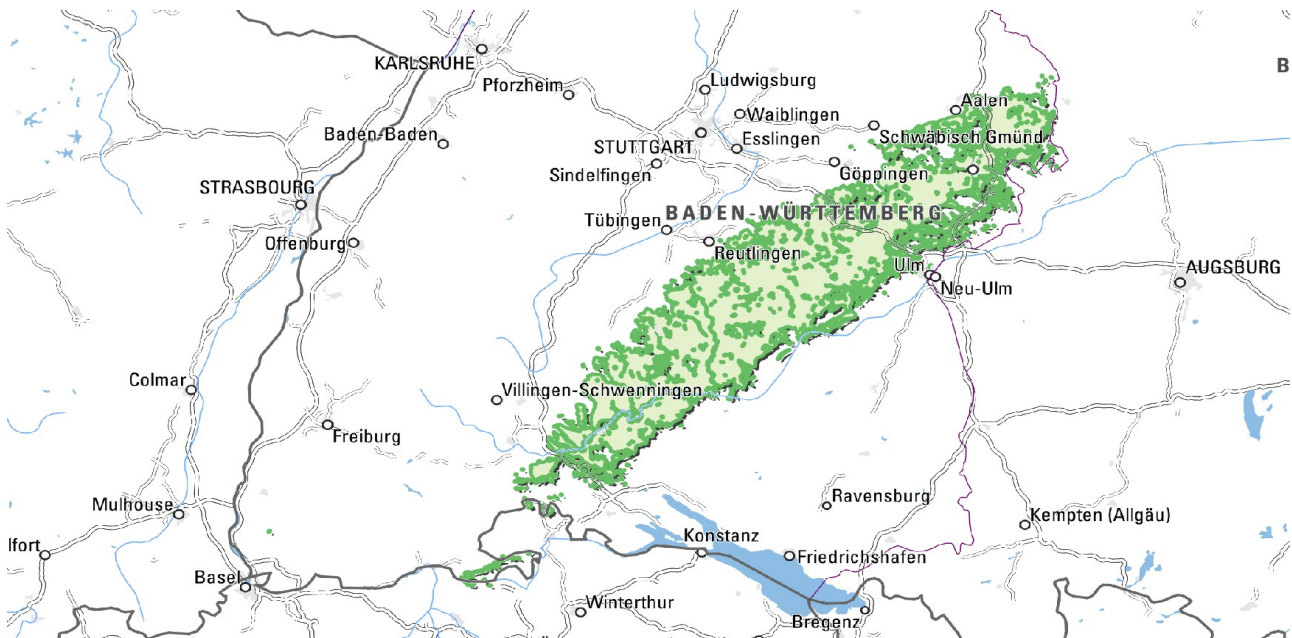 KARLSRUHE
B
Pforzheim
Ludwigsburg
Aalen
Waiblingen
Baden-Baden
Schwäbisch Gmünd
STUTTGART
Esslingen
Sindelfingen
Göppingen
STRASBOURG
Tübingen
BADEN-WÜRTTEMBERG
Offenburg
Reutlingen
Ulm
AUGSBURG
Neu-Ulm
Colmar
Villingen-Schwenningen
Freiburg
Ravensburg
Mulhouse
Kempten (Allgäu)
Konstanz
lfort
Friedrichshafen
Basel
Winterthur
Bregenz